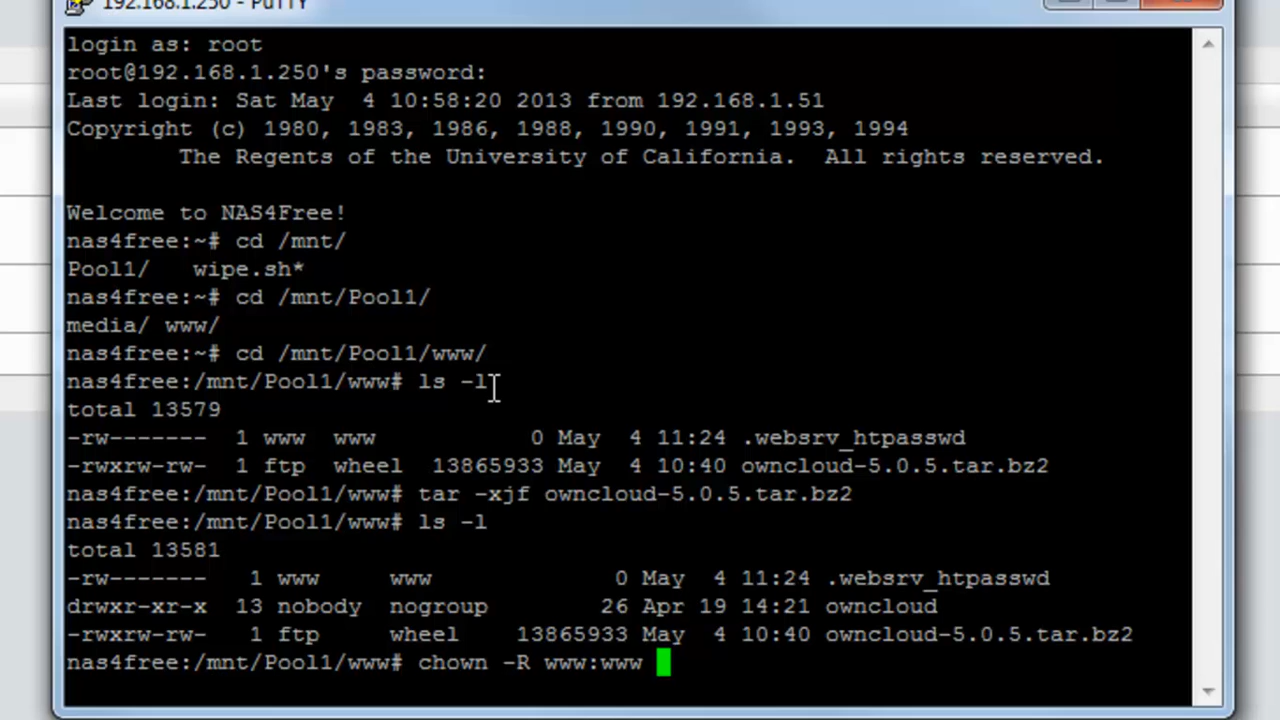 192.168.1.250 - PuTTY
login as: root
root@192.168.1.250's password:
Last login: Sat May  4 10:58:20 2013 from 192.168.1.51
Copyright (c) 1980, 1983, 1986, 1988, 1990, 1991, 1993, 1994
        The Regents of the University of California.  All rights reserved.
Welcome to NAS4Free!
nas4free:~# cd /mnt/
Pool1/   wipe.sh*
nas4free:~# cd /mnt/Pool1/
media/ www/
nas4free:~# cd /mnt/Pool1/www/
nas4free:/mnt/Pool1/www# ls -l
total 13579
-rw-------  1 www  www           0 May  4 11:24 .websrv_htpasswd
-rwxrw-rw-  1 ftp  wheel  13865933 May  4 10:40 owncloud-5.0.5.tar.bz2
nas4free:/mnt/Pool1/www# tar -xjf owncloud-5.0.5.tar.bz2
nas4free:/mnt/Pool1/www# ls -l
total 13581
-rw-------   1 www     www             0 May  4 11:24 .websrv_htpasswd
drwxr-xr-x  13 nobody  nogroup        26 Apr 19 14:21 owncloud
-rwxrw-rw-   1 ftp     wheel    13865933 May  4 10:40 owncloud-5.0.5.tar.bz2
nas4free:/mnt/Pool1/www# chown -R www:www